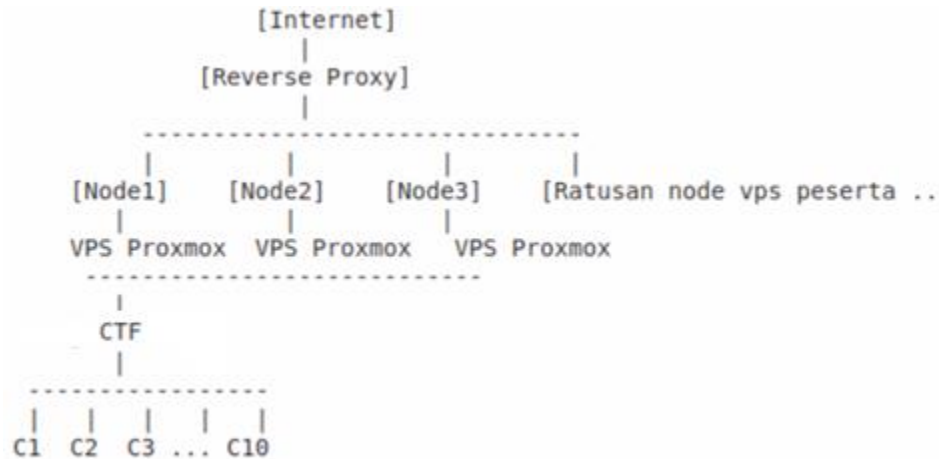 [Internet]
|
[Reverse Proxy]
|
-------------------------------
| | | |
[Node1] [Node2] [Node3] [Ratusan node vps peserta ..
| | |
VPS Proxmox VPS Proxmox VPS Proxmox
----------------------------
|
CTF
|
-----------------
| | | | |
C1 C2 C3 ... C10